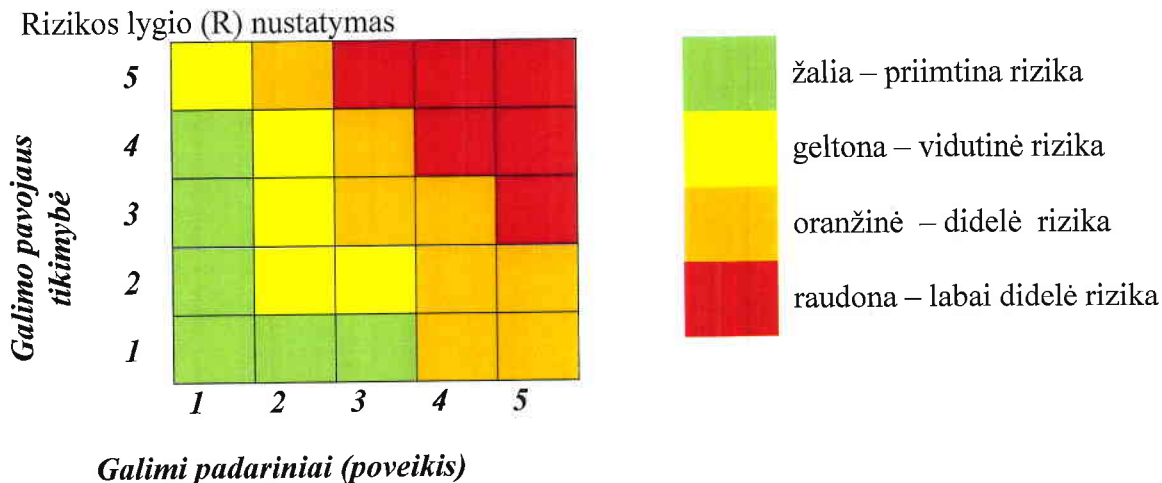 Rizikos lygio (R) nustatymas
5
4
3
2
1
Galimo pavojaus
tikimybė
1 2 3 4 5
Galimi padariniai (poveikis)
žalia – priimtina rizika
geltona – vidutinė rizika
oranžinė – didelė rizika
raudona – labai didelė rizika